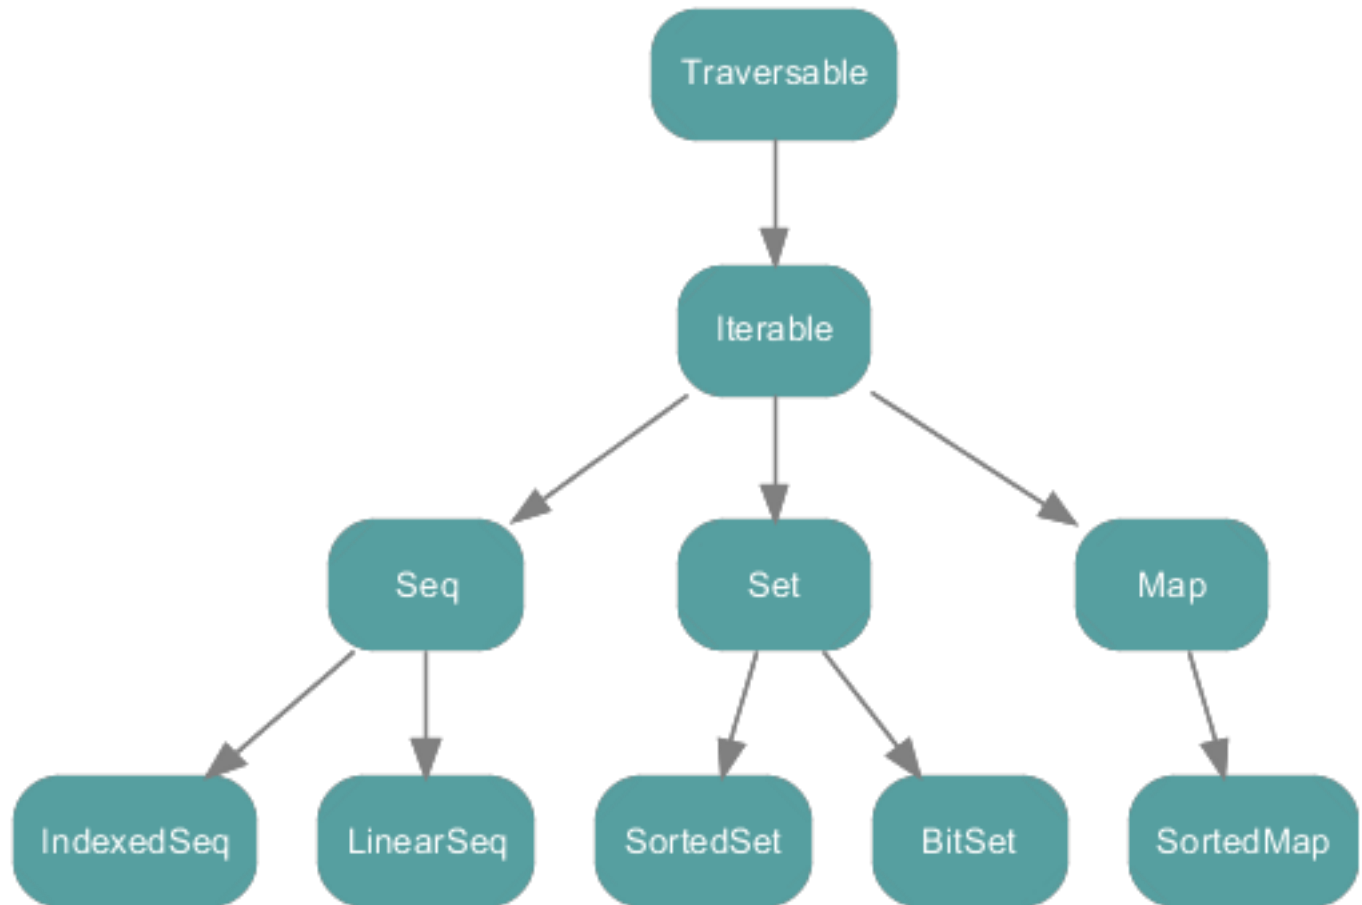 Traversable
Iterable
Seq
Set
Map
IndexedSeq
LinearSeq
SortedSet
BitSet
SortedMap